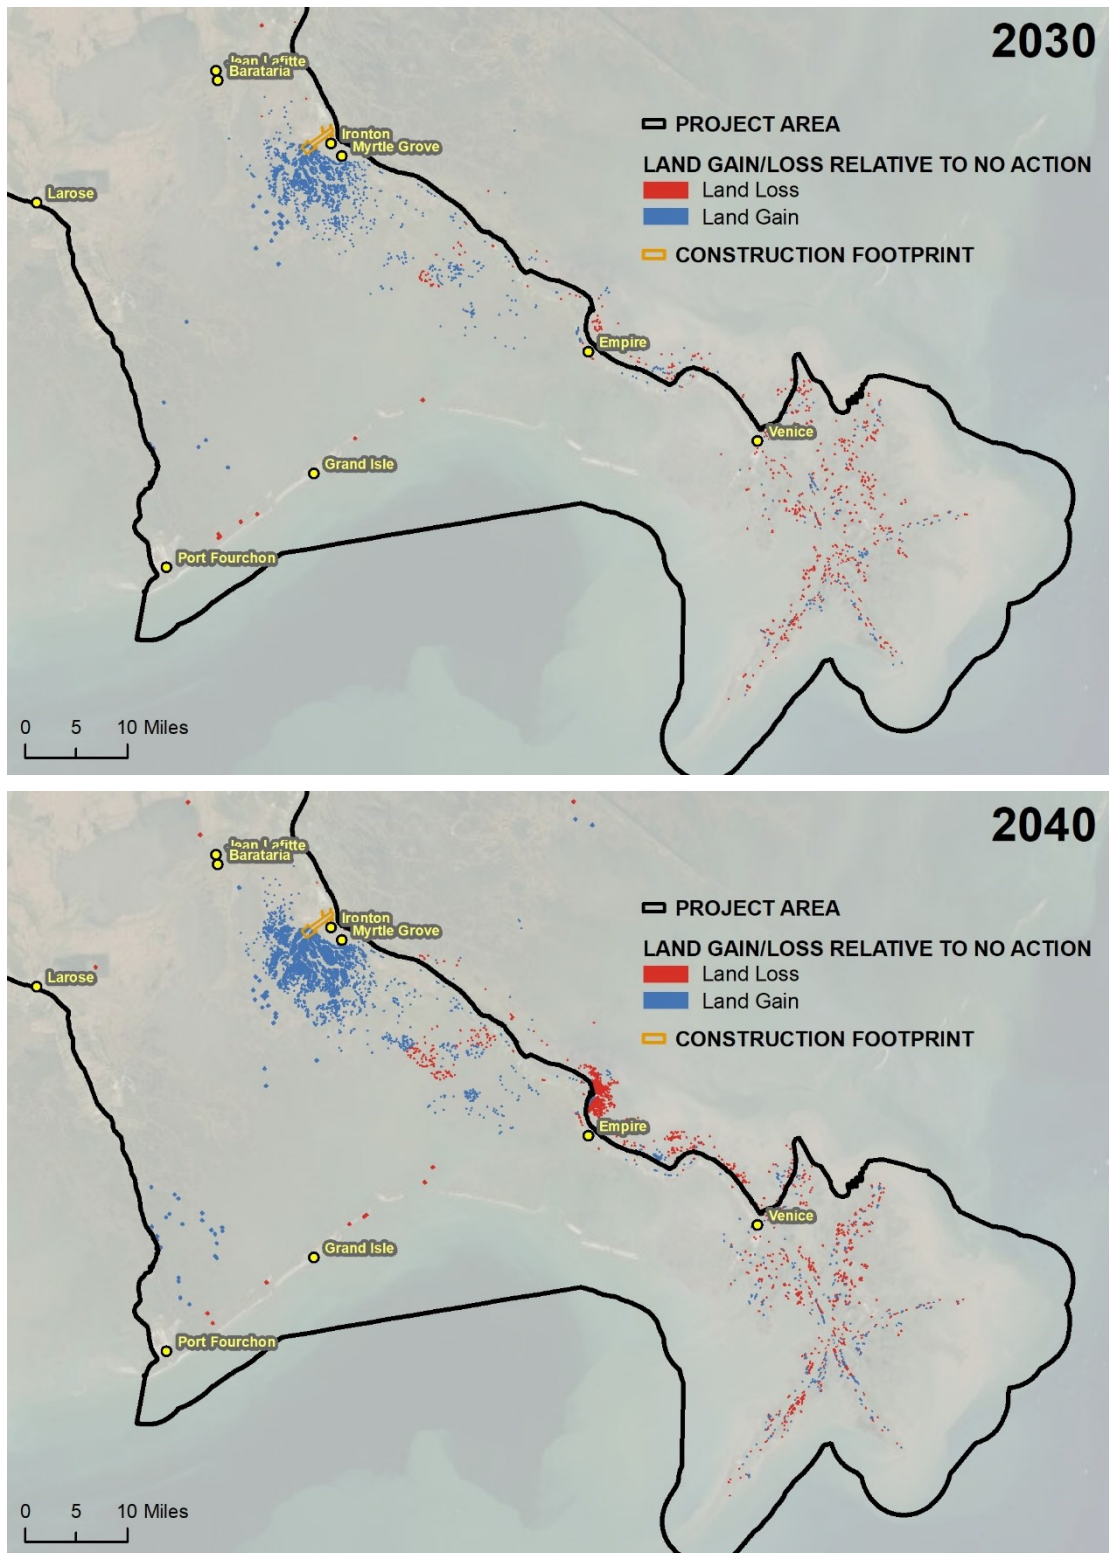 2030
Jean Lafitte
Barataria
PROJECT AREA
Ironton
Myrtle Grove
LAND GAIN/LOSS RELATIVE TO NO ACTION
Land Loss
Larose
Land Gain
CONSTRUCTION FOOTPRINT
Empire
Venice
Grand Isle
Port Fourchon
0 5 10 Miles
2040
Jean Lafitte
Barataria
PROJECT AREA
Ironton
Myrtle Grove
LAND GAIN/LOSS RELATIVE TO NO ACTION
Land Loss
Larose
Land Gain
CONSTRUCTION FOOTPRINT
Empire
Venice
Grand Isle
Port Fourchon
0 5 10 Miles